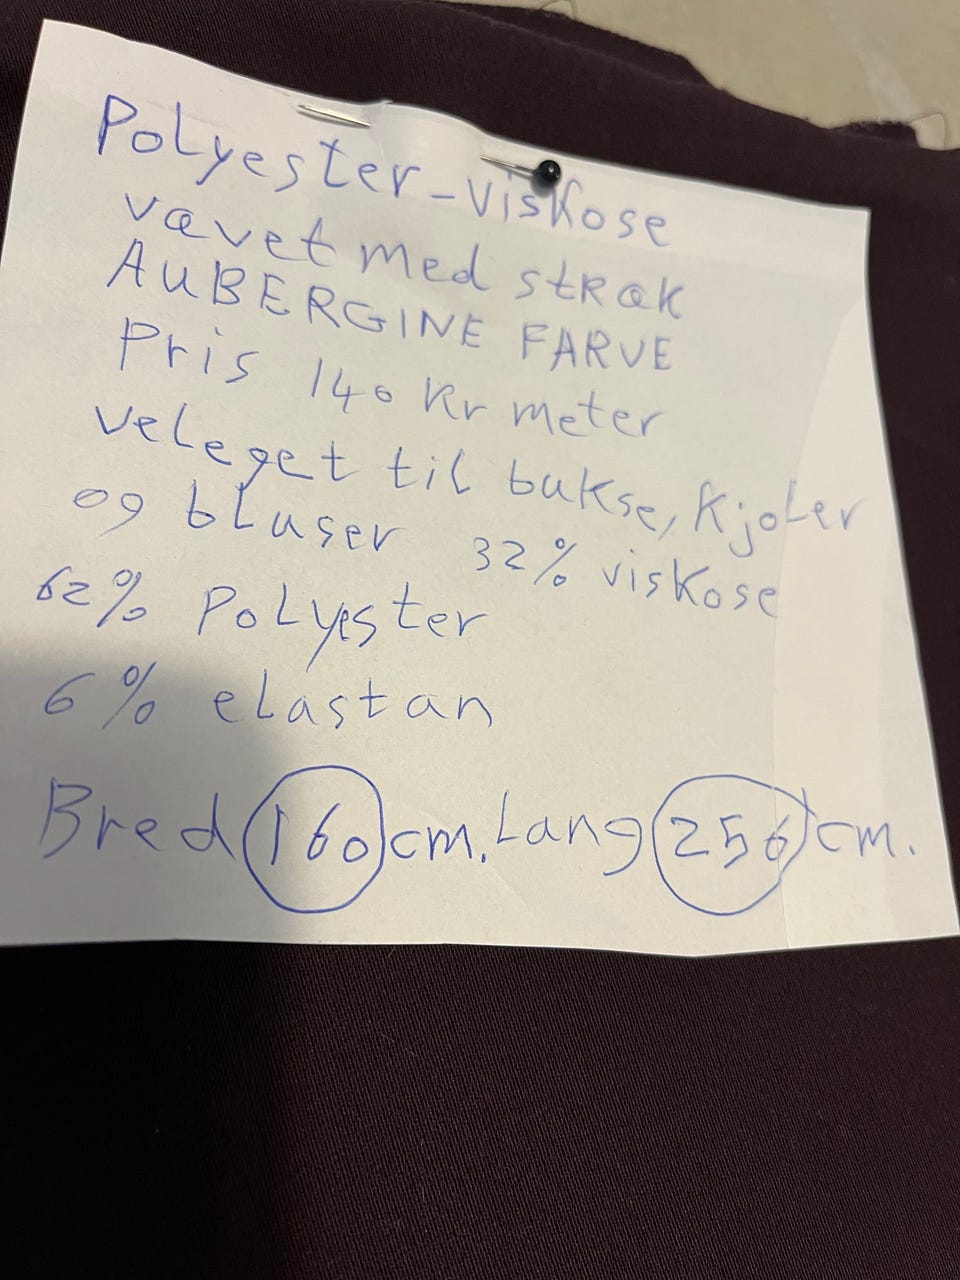 Polyester-viskose
vævet med stræk
AUBERGINE FARVE
Pris 140 kr meter
veleget til bukse, kjoler
og bluser 32% viskose
62% Polyester
6% elastan
Bred 160 cm. Lang 256 cm.